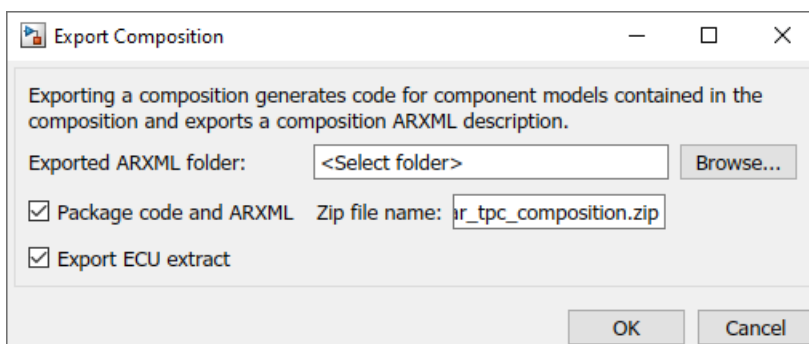 Export Composition
Exporting a composition generates code for component models contained in the
composition and exports a composition ARXML description.
Exported ARXML folder: <Select folder> Browse...
Package code and ARXML Zip file name: ar_tpc_composition.zip
Export ECU extract
OK Cancel